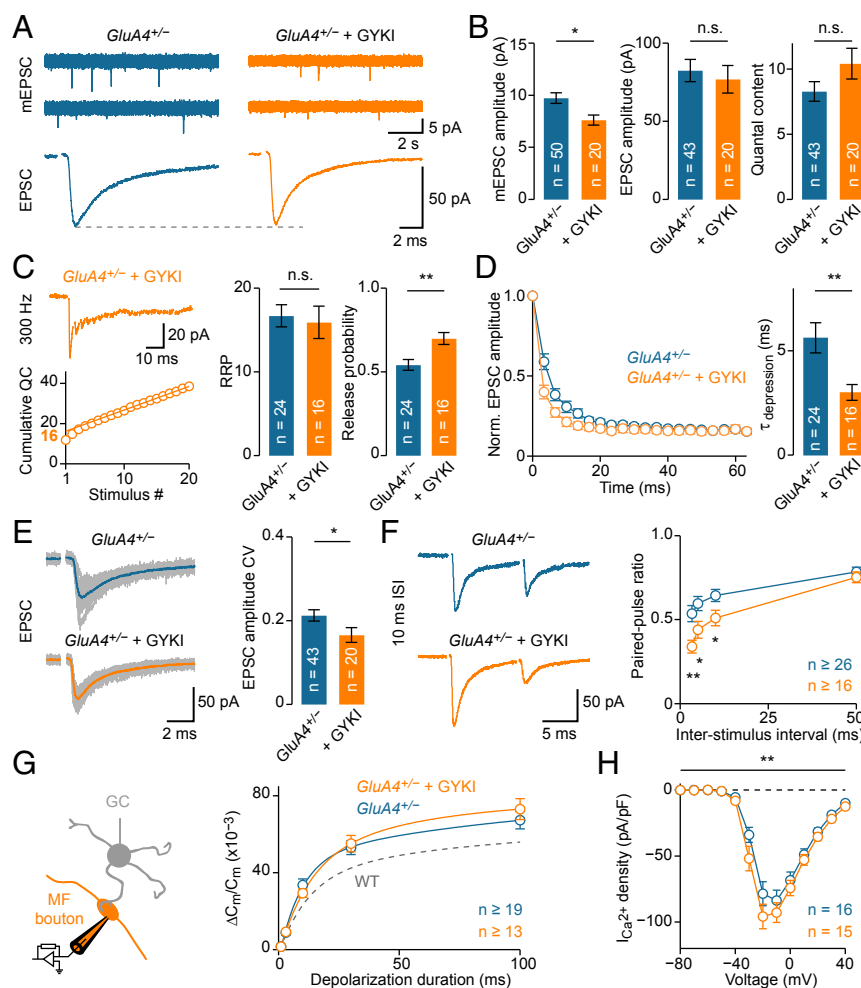 A
GluA4+/−
GluA4+/− + GYKI
mEPSC
5 pA
2 s
EPSC
50 pA
2 ms
B
mEPSC amplitude (pA)
15
10
5
0
*
n = 50
n = 20
GluA4+/−
+ GYKI
EPSC amplitude (pA)
100
50
0
n.s.
n = 43
n = 20
GluA4+/−
+ GYKI
Quantal content
10
5
0
n.s.
n = 43
n = 20
GluA4+/−
+ GYKI
C
GluA4+/− + GYKI
300 Hz
20 pA
10 ms
Cumulative QC
40
20
16
0
1
10
20
Stimulus #
RRP
20
10
0
n.s.
n = 24
n = 16
GluA4+/−
+ GYKI
Release probability
1.0
0.5
0
**
n = 24
n = 16
GluA4+/−
+ GYKI
D
Norm. EPSC amplitude
1.0
0.5
0
GluA4+/−
GluA4+/− + GYKI
0
20
40
60
Time (ms)
τ depression (ms)
5
0
**
n = 24
n = 16
GluA4+/−
+ GYKI
E
GluA4+/−
EPSC
GluA4+/− + GYKI
50 pA
2 ms
EPSC amplitude CV
0.4
0.2
0
*
n = 43
n = 20
GluA4+/−
+ GYKI
F
10 ms ISI
GluA4+/−
GluA4+/− + GYKI
50 pA
5 ms
Paired-pulse ratio
1.0
0.5
0
*
*
**
n ≥ 26
n ≥ 16
0
25
50
Inter-stimulus interval (ms)
G
GC
MF
bouton
ΔCm/Cm (x10−3)
80
40
0
GluA4+/− + GYKI
GluA4+/−
WT
n ≥ 19
n ≥ 13
0
50
100
Depolarization duration (ms)
H
**
ICa2+ density (pA/pF)
0
−50
−100
n = 16
n = 15
−80
−40
0
40
Voltage (mV)